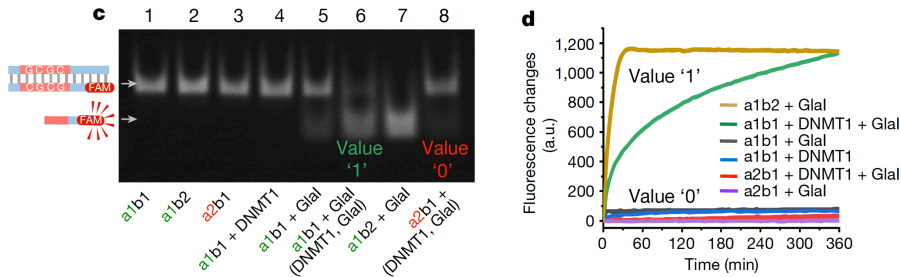 c
1 2 3 4 5 6 7 8
GCGC
GCGC
FAM
FAM
Value
‘1’
Value
‘0’
a1b1
a1b2
a2b1
a1b1 + DNMT1
a1b1 + GlaI
a1b1 + GlaI
(DNMT1, GlaI)
a1b2 + GlaI
a2b1 +
(DNMT1, GlaI)
d
Fluorescence changes
(a.u.)
1,200
1,000
800
600
400
200
0
Value ‘1’
a1b2 + GlaI
a1b1 + DNMT1 + GlaI
a1b1 + GlaI
a1b1 + DNMT1
a2b1 + DNMT1 + GlaI
a2b1 + GlaI
Value ‘0’
0 60 120 180 240 300 360
Time (min)